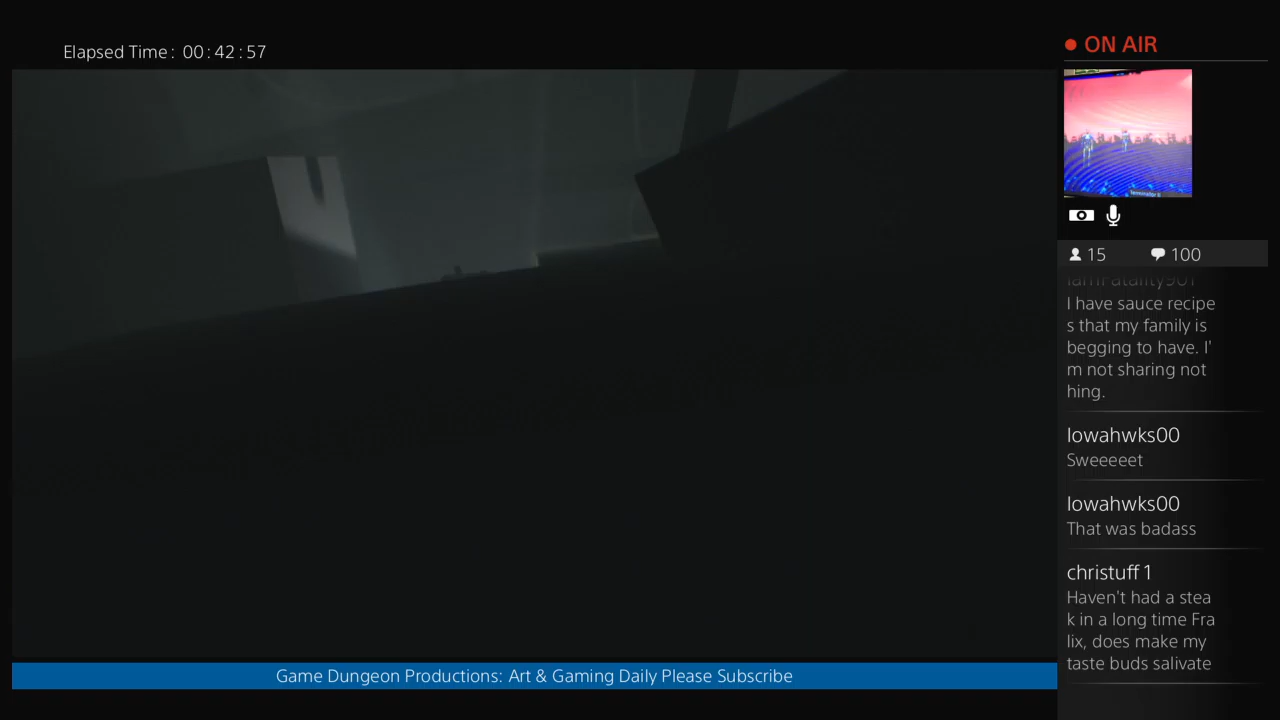 Elapsed Time: 00:42:57
ON AIR
15 100
IamFatality901
I have sauce recipe
s that my family is
begging to have. I'
m not sharing not
hing.
Iowahwks00
Sweeeeet
Iowahwks00
That was badass
christuff1
Haven't had a stea
k in a long time Fra
lix, does make my
taste buds salivate
Game Dungeon Productions: Art & Gaming Daily Please Subscribe